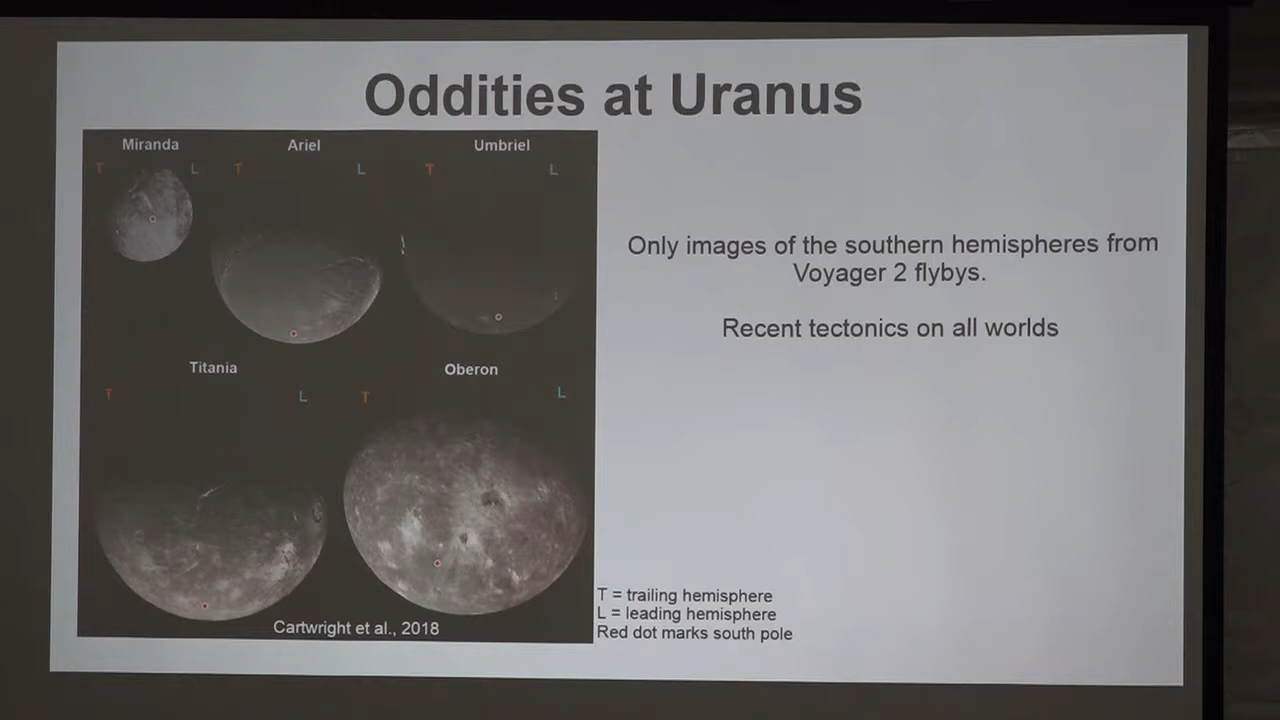 Oddities at Uranus
Miranda
Ariel
Umbriel
T
L
T
L
T
L
Titania
Oberon
T
L
T
L
Cartwright et al., 2018
Only images of the southern hemispheres from
Voyager 2 flybys.
Recent tectonics on all worlds
T = trailing hemisphere
L = leading hemisphere
Red dot marks south pole